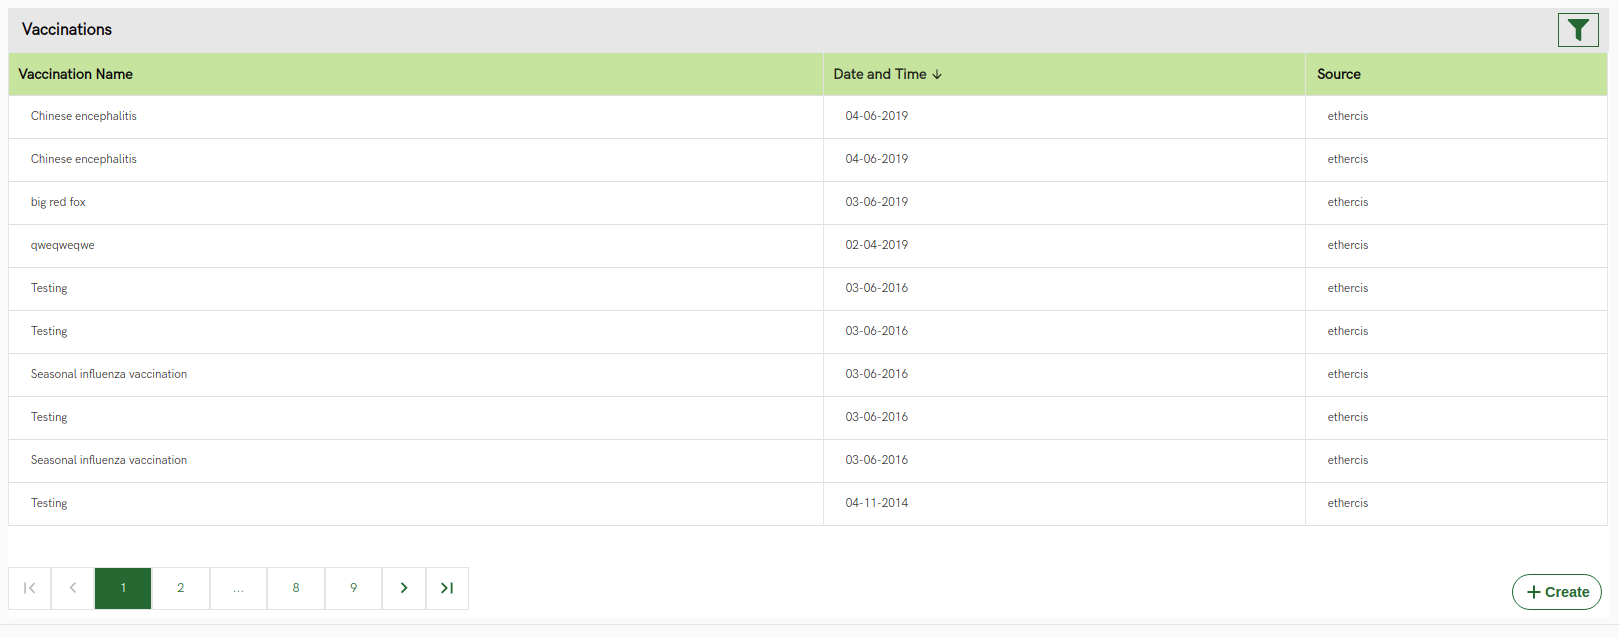 Vaccinations
Vaccination Name Date and Time ↓ Source
Chinese encephalitis 04-06-2019 ethercis
Chinese encephalitis 04-06-2019 ethercis
big red fox 03-06-2019 ethercis
qweqweqwe 02-04-2019 ethercis
Testing 03-06-2016 ethercis
Testing 03-06-2016 ethercis
Seasonal influenza vaccination 03-06-2016 ethercis
Testing 03-06-2016 ethercis
Seasonal influenza vaccination 03-06-2016 ethercis
Testing 04-11-2014 ethercis
1 2 ... 8 9
+ Create